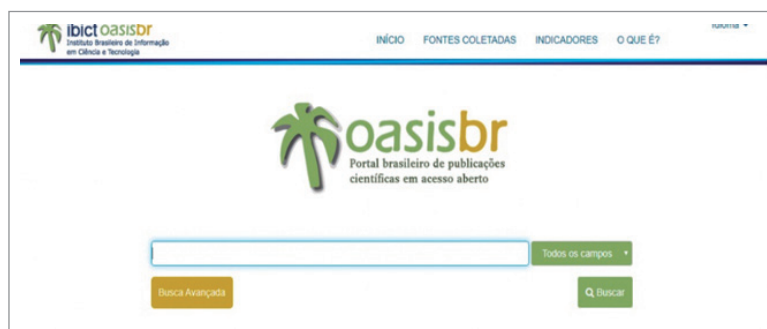 ibict oasisbr
Instituto Brasileiro de Informação
em Ciência e Tecnologia
INÍCIO FONTES COLETADAS INDICADORES O QUE É? Idioma
oasisbr
Portal brasileiro de publicações
científicas em acesso aberto
Todos os campos
Busca Avançada Buscar